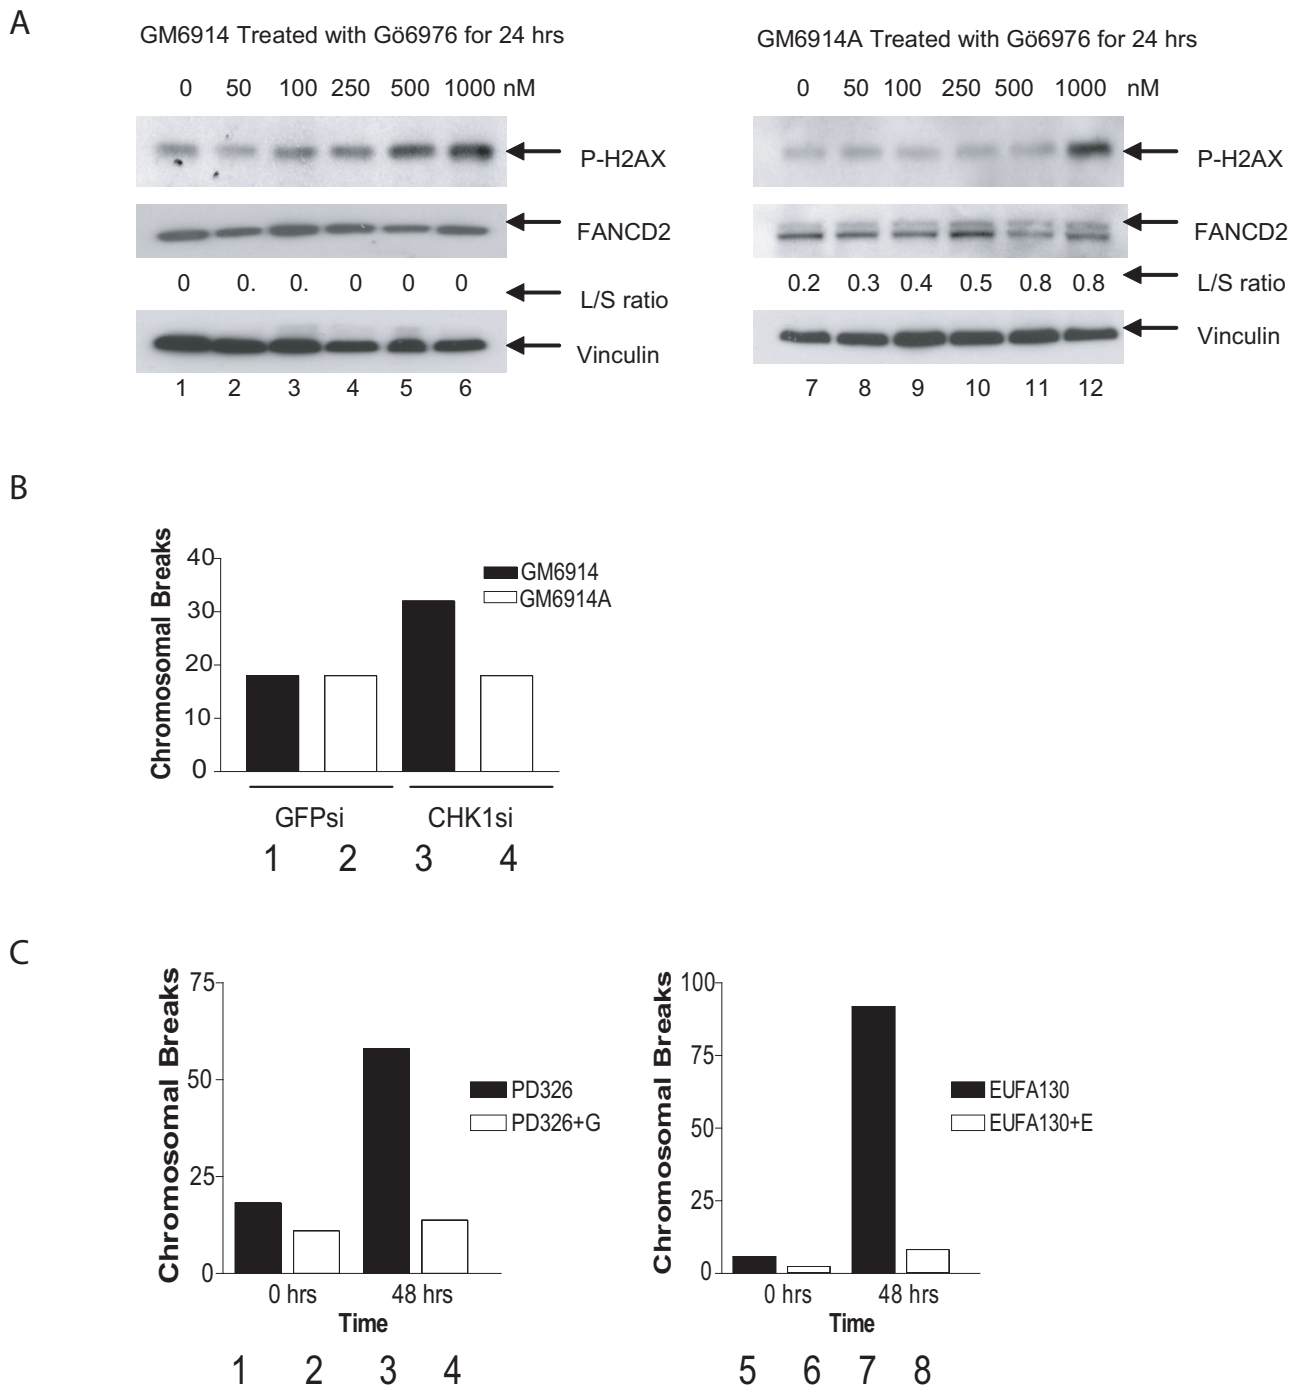 A
GM6914 Treated with Gö6976 for 24 hrs
0 50 100 250 500 1000 nM
P-H2AX
FANCD2
0 0. 0. 0 0 0
L/S ratio
Vinculin
1 2 3 4 5 6
GM6914A Treated with Gö6976 for 24 hrs
0 50 100 250 500 1000 nM
P-H2AX
FANCD2
0.2 0.3 0.4 0.5 0.8 0.8
L/S ratio
Vinculin
7 8 9 10 11 12
B
Chromosomal Breaks
40
30
20
10
0
GM6914
GM6914A
GFPsi CHK1si
1 2 3 4
C
Chromosomal Breaks
75
50
25
0
PD326
PD326+G
0 hrs 48 hrs
Time
1 2 3 4
Chromosomal Breaks
100
75
50
25
0
EUFA130
EUFA130+E
0 hrs 48 hrs
Time
5 6 7 8